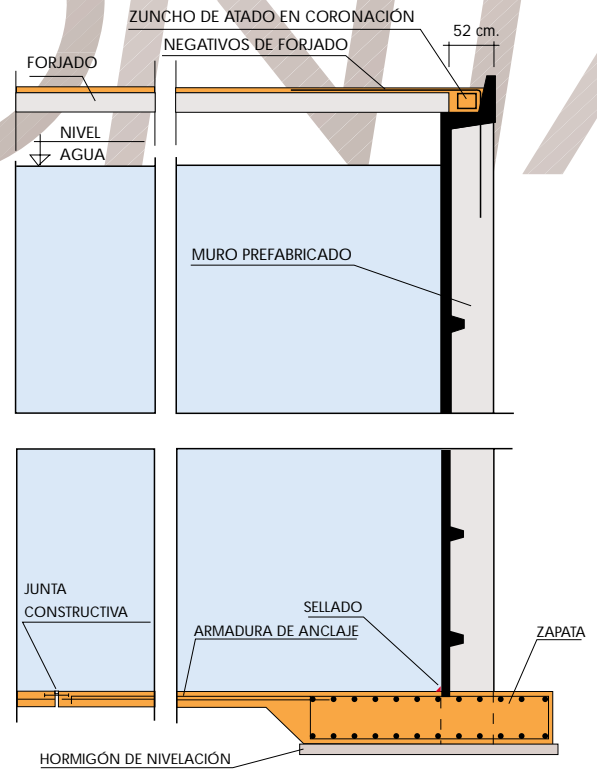 ZUNCHO DE ATADO EN CORONACIÓN
52 cm.
NEGATIVOS DE FORJADO
FORJADO
NIVEL
AGUA
MURO PREFABRICADO
JUNTA
CONSTRUCTIVA
SELLADO
ARMADURA DE ANCLAJE
ZAPATA
HORMIGÓN DE NIVELACIÓN